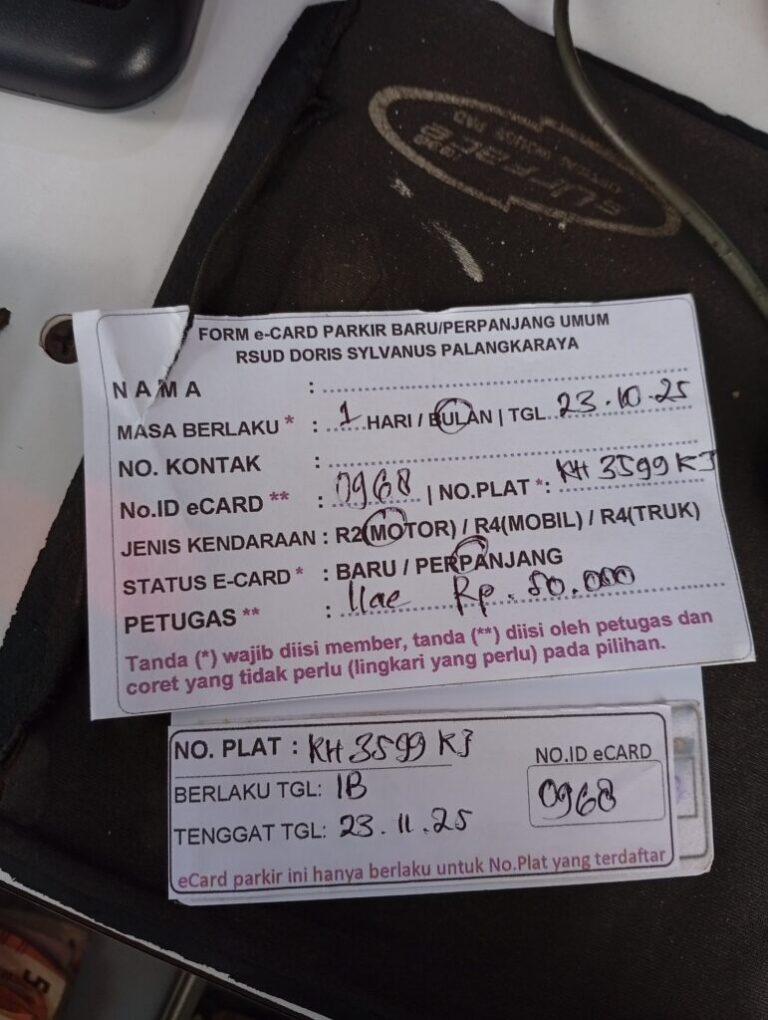 SURFACE
OPTICAL MOUSE PAD
FORM e-CARD PARKIR BARU/PERPANJANG UMUM
RSUD DORIS SYLVANUS PALANGKARAYA
NAMA :
MASA BERLAKU * : 1 HARI / BULAN | TGL 23.10.25
NO. KONTAK :
No.ID eCARD ** : 0968 | NO.PLAT *: KH 3599 KJ
JENIS KENDARAAN : R2(MOTOR) / R4(MOBIL) / R4(TRUK)
STATUS E-CARD * : BARU / PERPANJANG
PETUGAS ** : Rp. 50.000
Tanda (*) wajib diisi member, tanda (**) diisi oleh petugas dan
coret yang tidak perlu (lingkari yang perlu) pada pilihan.
NO. PLAT : KH 3599 KJ
NO.ID eCARD
BERLAKU TGL: 1B
0968
TENGGAT TGL: 23.11.25
eCard parkir ini hanya berlaku untuk No.Plat yang terdaftar